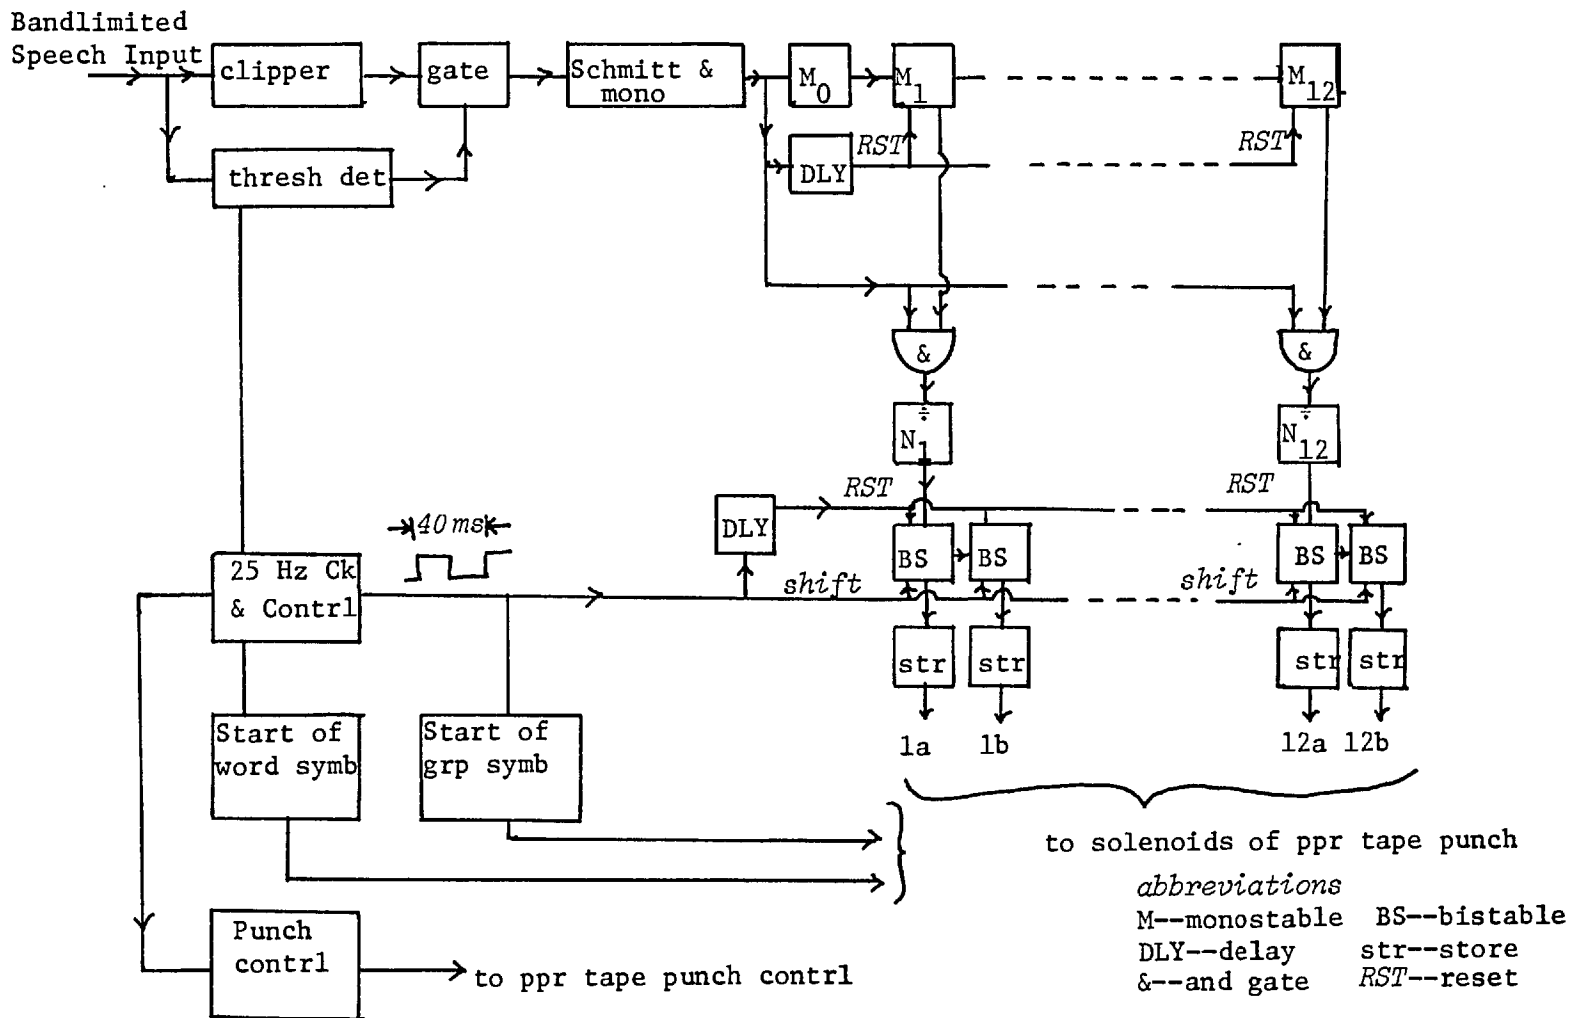 Bandlimited
Speech Input
clipper
gate
Schmitt &
mono
M0
M1
M12
thresh det
DLY
RST
RST
&
&
÷
N1
÷
N12
RST
RST
DLY
40 ms
BS
BS
BS
BS
25 Hz Ck
& Contrl
shift
shift
str
str
str
str
Start of
word symb
Start of
grp symb
1a
1b
12a
12b
to solenoids of ppr tape punch
abbreviations
M--monostable BS--bistable
DLY--delay str--store
&--and gate RST--reset
Punch
contrl
to ppr tape punch contrl